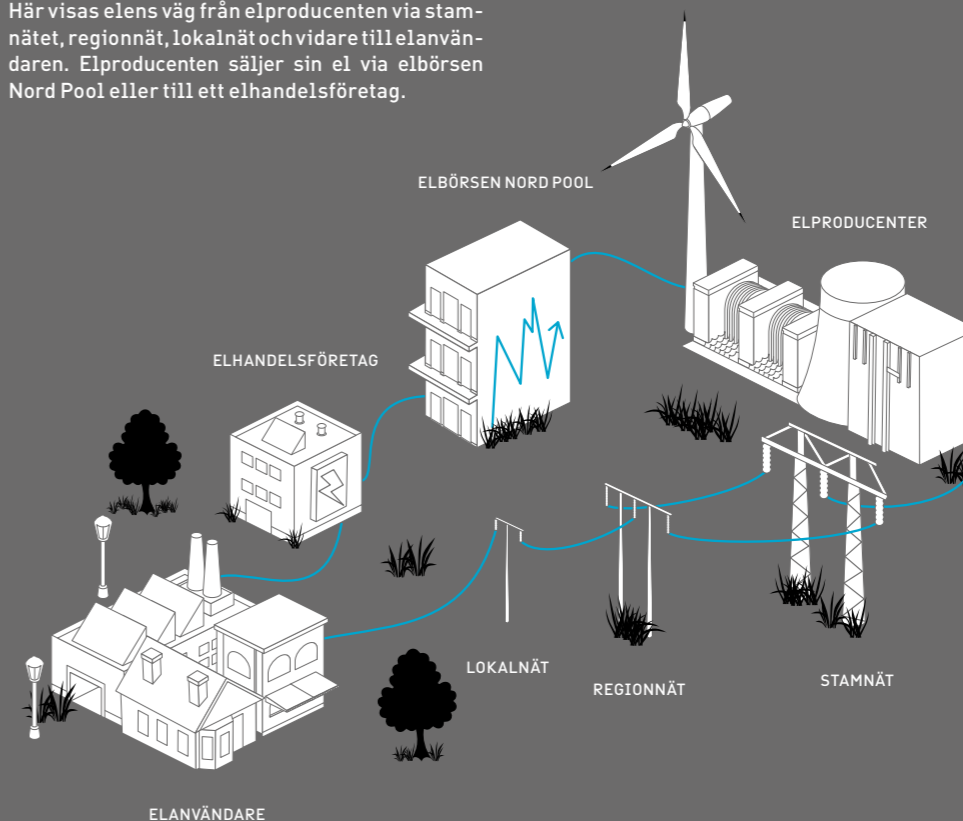 Här visas elens väg från elproducenten via stam-
nätet, regionnät, lokalnät och vidare till elanvän-
daren. Elproducenten säljer sin el via elbörsen
Nord Pool eller till ett elhandelsföretag.
ELBÖRSEN NORD POOL
ELPRODUCENTER
ELHANDELSFÖRETAG
LOKALNÄT
REGIONNÄT
STAMNÄT
ELANVÄNDARE